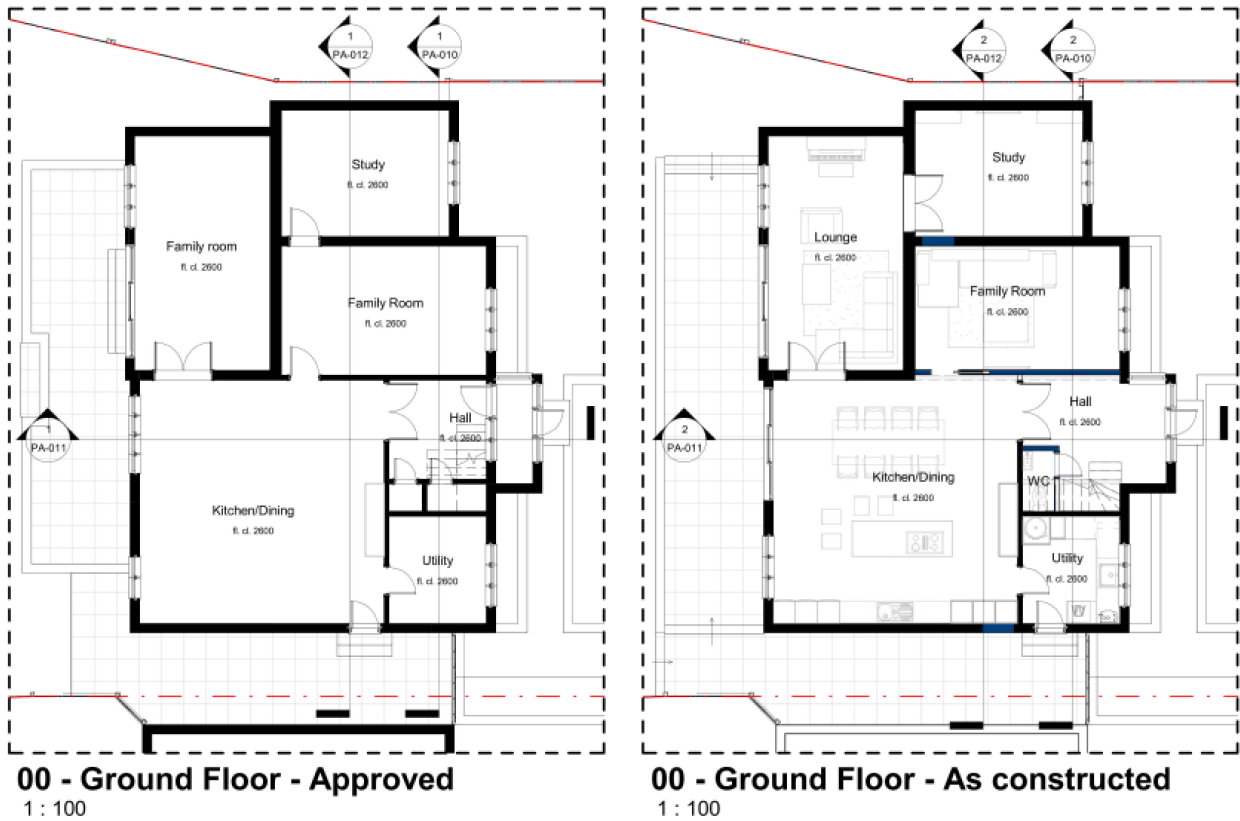 1
PA-012
1
PA-010
Study
fl. cl. 2600
Family room
fl. cl. 2600
Family Room
fl. cl. 2600
Hall
fl. cl. 2600
1
PA-011
Kitchen/Dining
fl. cl. 2600
Utility
fl. cl. 2600
00 - Ground Floor - Approved
1 : 100
2
PA-012
2
PA-010
Study
fl. cl. 2600
Lounge
fl. cl. 2600
Family Room
fl. cl. 2600
Hall
fl. cl. 2600
2
PA-011
Kitchen/Dining
fl. cl. 2600
WC
Utility
fl. cl. 2600
00 - Ground Floor - As constructed
1 : 100